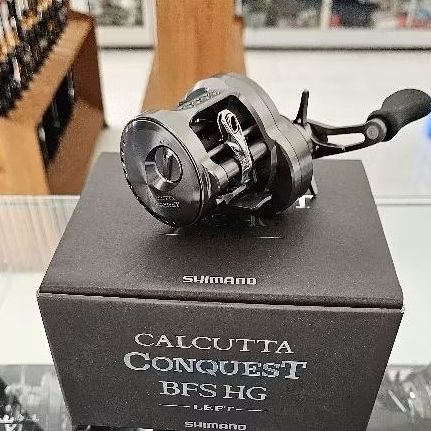 SHIMANO
CALCUTTA
CONQUEST
BFS HG
LEFT
SHIMANO